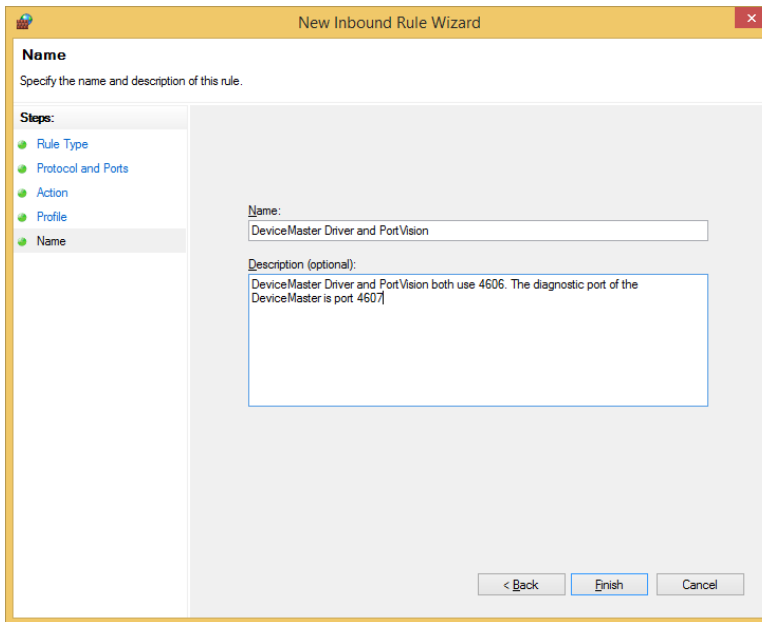 New Inbound Rule Wizard
Name
Specify the name and description of this rule.
Steps:
Rule Type
Protocol and Ports
Action
Profile
Name
Name:
DeviceMaster Driver and PortVision
Description (optional):
DeviceMaster Driver and PortVision both use 4606. The diagnostic port of the
DeviceMaster is port 4607
< Back
Finish
Cancel